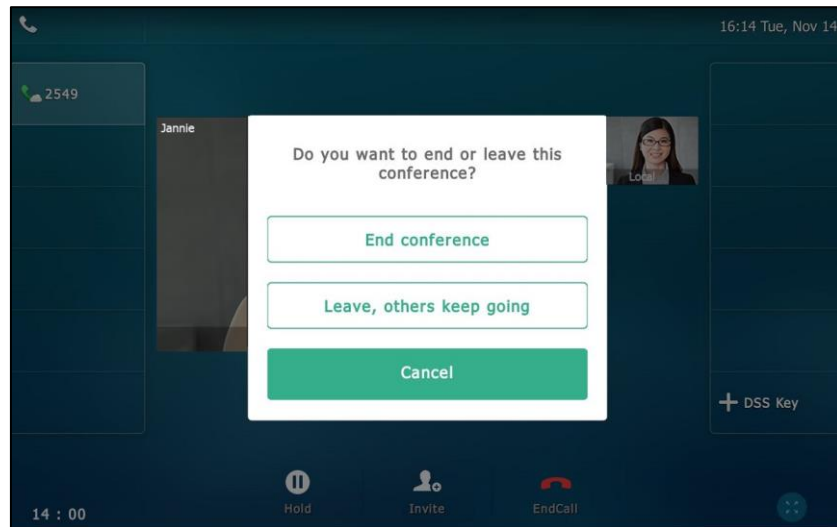 16:14 Tue, Nov 14
2549
Jannie
Local
Do you want to end or leave this
conference?
End conference
Leave, others keep going
Cancel
DSS Key
Hold
Invite
EndCall
14 : 00